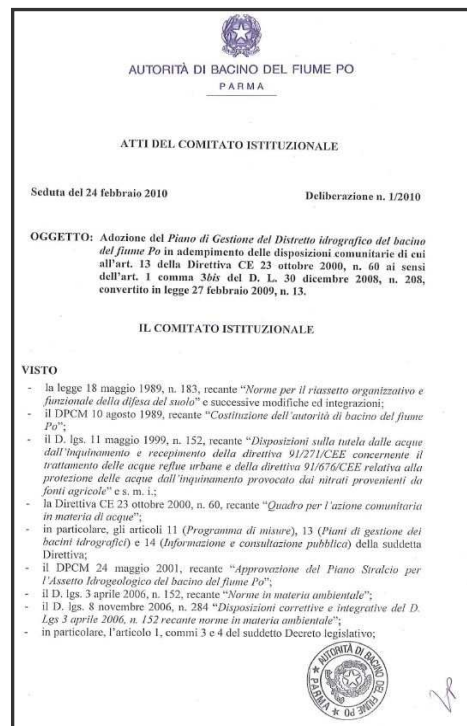 AUTORITÀ DI BACINO DEL FIUME PO
PARMA
ATTI DEL COMITATO ISTITUZIONALE
Seduta del 24 febbraio 2010 Deliberazione n. 1/2010
OGGETTO: Adozione del Piano di Gestione del Distretto idrografico del bacino
del fiume Po in adempimento delle disposizioni comunitarie di cui
all'art. 13 della Direttiva CE 23 ottobre 2000, n. 60 ai sensi
dell'art. 1 comma 3bis del D. L. 30 dicembre 2008, n. 208,
convertito in legge 27 febbraio 2009, n. 13.
IL COMITATO ISTITUZIONALE
VISTO
- la legge 18 maggio 1989, n. 183, recante “Norme per il riassetto organizzativo e
funzionale della difesa del suolo” e successive modifiche ed integrazioni;
- il DPCM 10 agosto 1989, recante “Costituzione dell'autorità di bacino del fiume
Po”;
- il D. lgs. 11 maggio 1999, n. 152, recante “Disposizioni sulla tutela dalle acque
dall'inquinamento e recepimento della direttiva 91/271/CEE concernente il
trattamento delle acque reflue urbane e della direttiva 91/676/CEE relativa alla
protezione delle acque dall'inquinamento provocato dai nitrati provenienti da
fonti agricole” e s. m. i.;
- la Direttiva CE 23 ottobre 2000, n. 60, recante “Quadro per l'azione comunitaria
in materia di acque”;
- in particolare, gli articoli 11 (Programma di misure), 13 (Piani di gestione dei
bacini idrografici) e 14 (Informazione e consultazione pubblica) della suddetta
Direttiva;
- il DPCM 24 maggio 2001, recante “Approvazione del Piano Stralcio per
l'Assetto Idrogeologico del bacino del fiume Po”;
- il D. lgs. 3 aprile 2006, n. 152, recante “Norme in materia ambientale”;
- il D. lgs. 8 novembre 2006, n. 284 “Disposizioni correttive e integrative del D.
Lgs 3 aprile 2006, n. 152 recante norme in materia ambientale”;
- in particolare, l'articolo 1, commi 3 e 4 del suddetto Decreto legislativo;
AUTORITÀ DI BACINO
DEL FIUME PO
PARMA